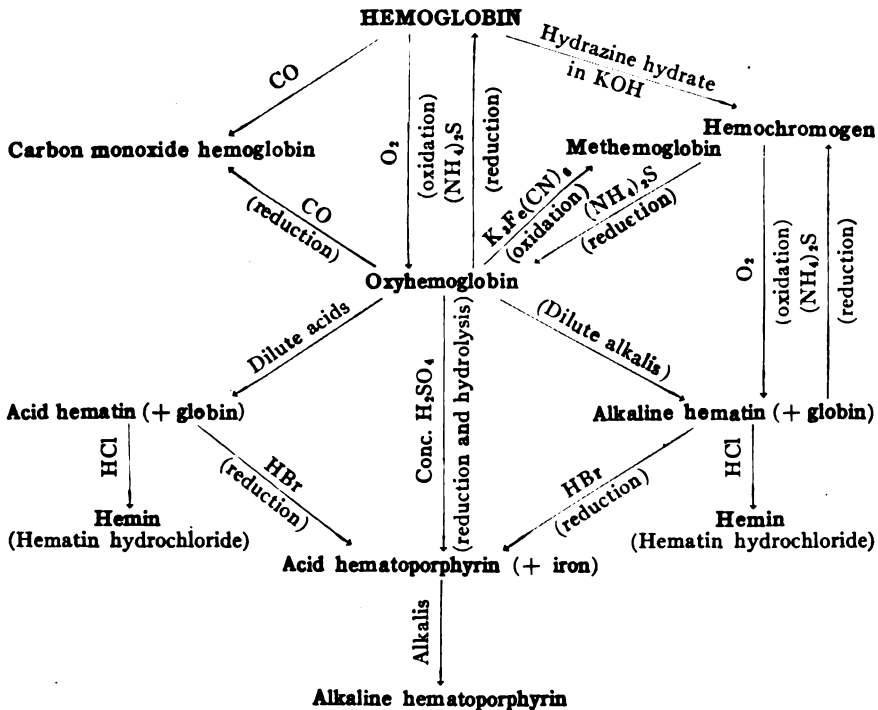 HEMOGLOBIN
CO
Hydrazine hydrate
in KOH
O₂
(oxidation)
(NH₄)₂S
(reduction)
Carbon monoxide hemoglobin
Methemoglobin
Hemochromogen
CO
(reduction)
K₃Fe(CN)₆
(oxidation)
(NH₄)₂S
(reduction)
O₂
(oxidation)
(NH₄)₂S
(reduction)
Oxyhemoglobin
Dilute acids
Conc. H₂SO₄
(reduction and hydrolysis)
(Dilute alkalis)
Acid hematin (+ globin)
Alkaline hematin (+ globin)
HCl
HBr
(reduction)
HBr
(reduction)
HCl
Hemin
(Hematin hydrochloride)
Hemin
(Hematin hydrochloride)
Acid hematoporphyrin (+ iron)
Alkalis
Alkaline hematoporphyrin